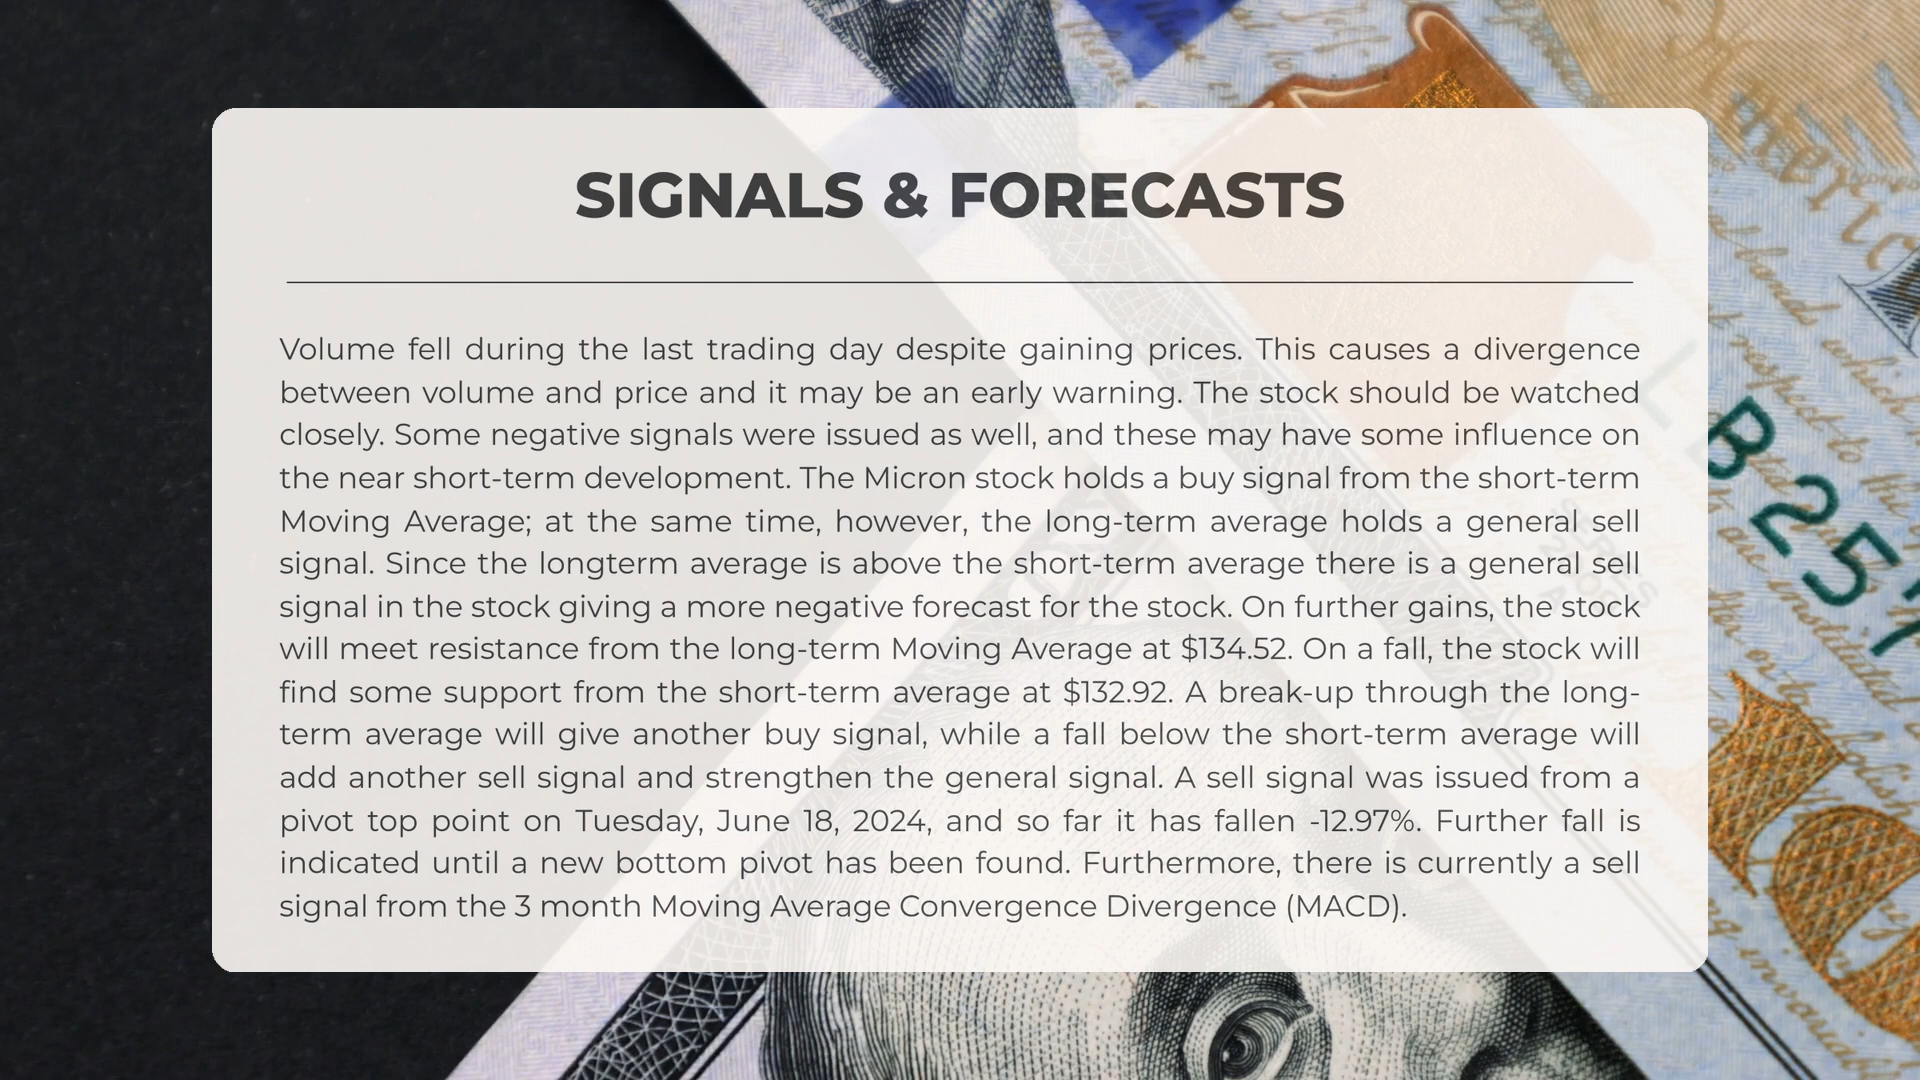 SIGNALS & FORECASTS
Volume fell during the last trading day despite gaining prices. This causes a divergence
between volume and price and it may be an early warning. The stock should be watched
closely. Some negative signals were issued as well, and these may have some influence on
the near short-term development. The Micron stock holds a buy signal from the short-term
Moving Average; at the same time, however, the long-term average holds a general sell
signal. Since the longterm average is above the short-term average there is a general sell
signal in the stock giving a more negative forecast for the stock. On further gains, the stock
will meet resistance from the long-term Moving Average at $134.52. On a fall, the stock will
find some support from the short-term average at $132.92. A break-up through the long-
term average will give another buy signal, while a fall below the short-term average will
add another sell signal and strengthen the general signal. A sell signal was issued from a
pivot top point on Tuesday, June 18, 2024, and so far it has fallen -12.97%. Further fall is
indicated until a new bottom pivot has been found. Furthermore, there is currently a sell
signal from the 3 month Moving Average Convergence Divergence (MACD).
LB257